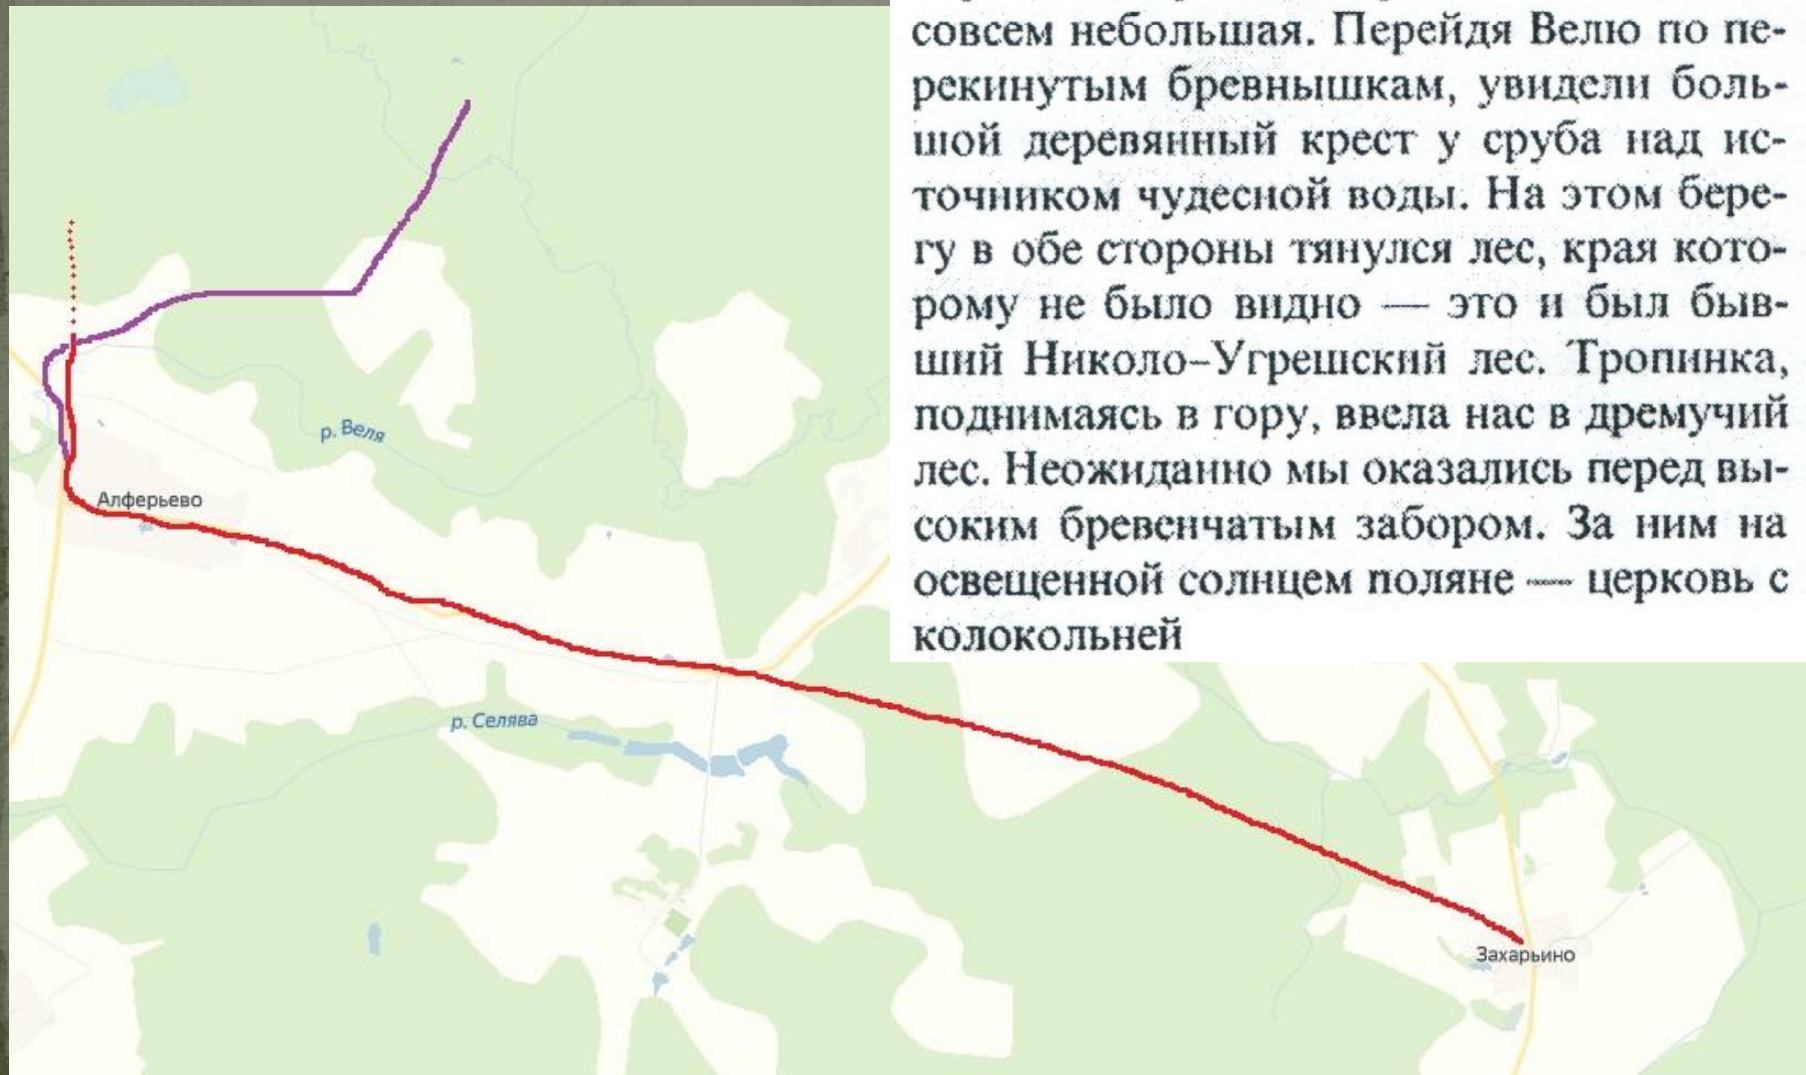 совсем небольшая. Перейдя Велю по пе-
рекинутым бревнышкам, увидели боль-
шой деревянный крест у сруба над ис-
точником чудесной воды. На этом бере-
гу в обе стороны тянулся лес, края кото-
рому не было видно — это и был быв-
ший Николо-Угрешский лес. Тропинка,
поднимаясь в гору, ввела нас в дремучий
лес. Неожиданно мы оказались перед вы-
соким бревенчатым забором. За ним на
освещенной солнцем поляне — церковь с
колокольней
р. Веля
Алферьево
р. Селява
Захарьино